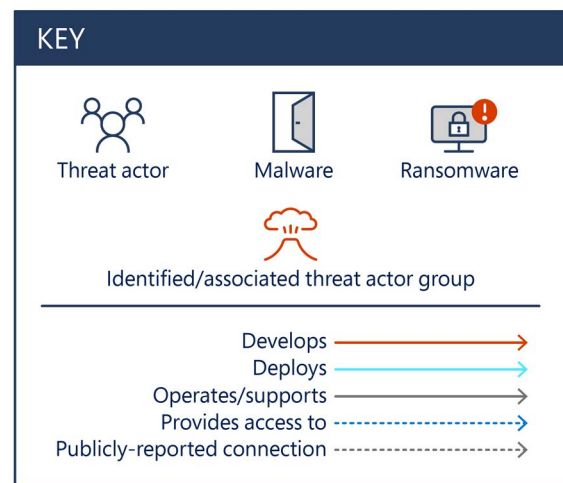 KEY
Threat actor
Malware
Ransomware
Identified/associated threat actor group
Develops
Deploys
Operates/supports
Provides access to
Publicly-reported connection